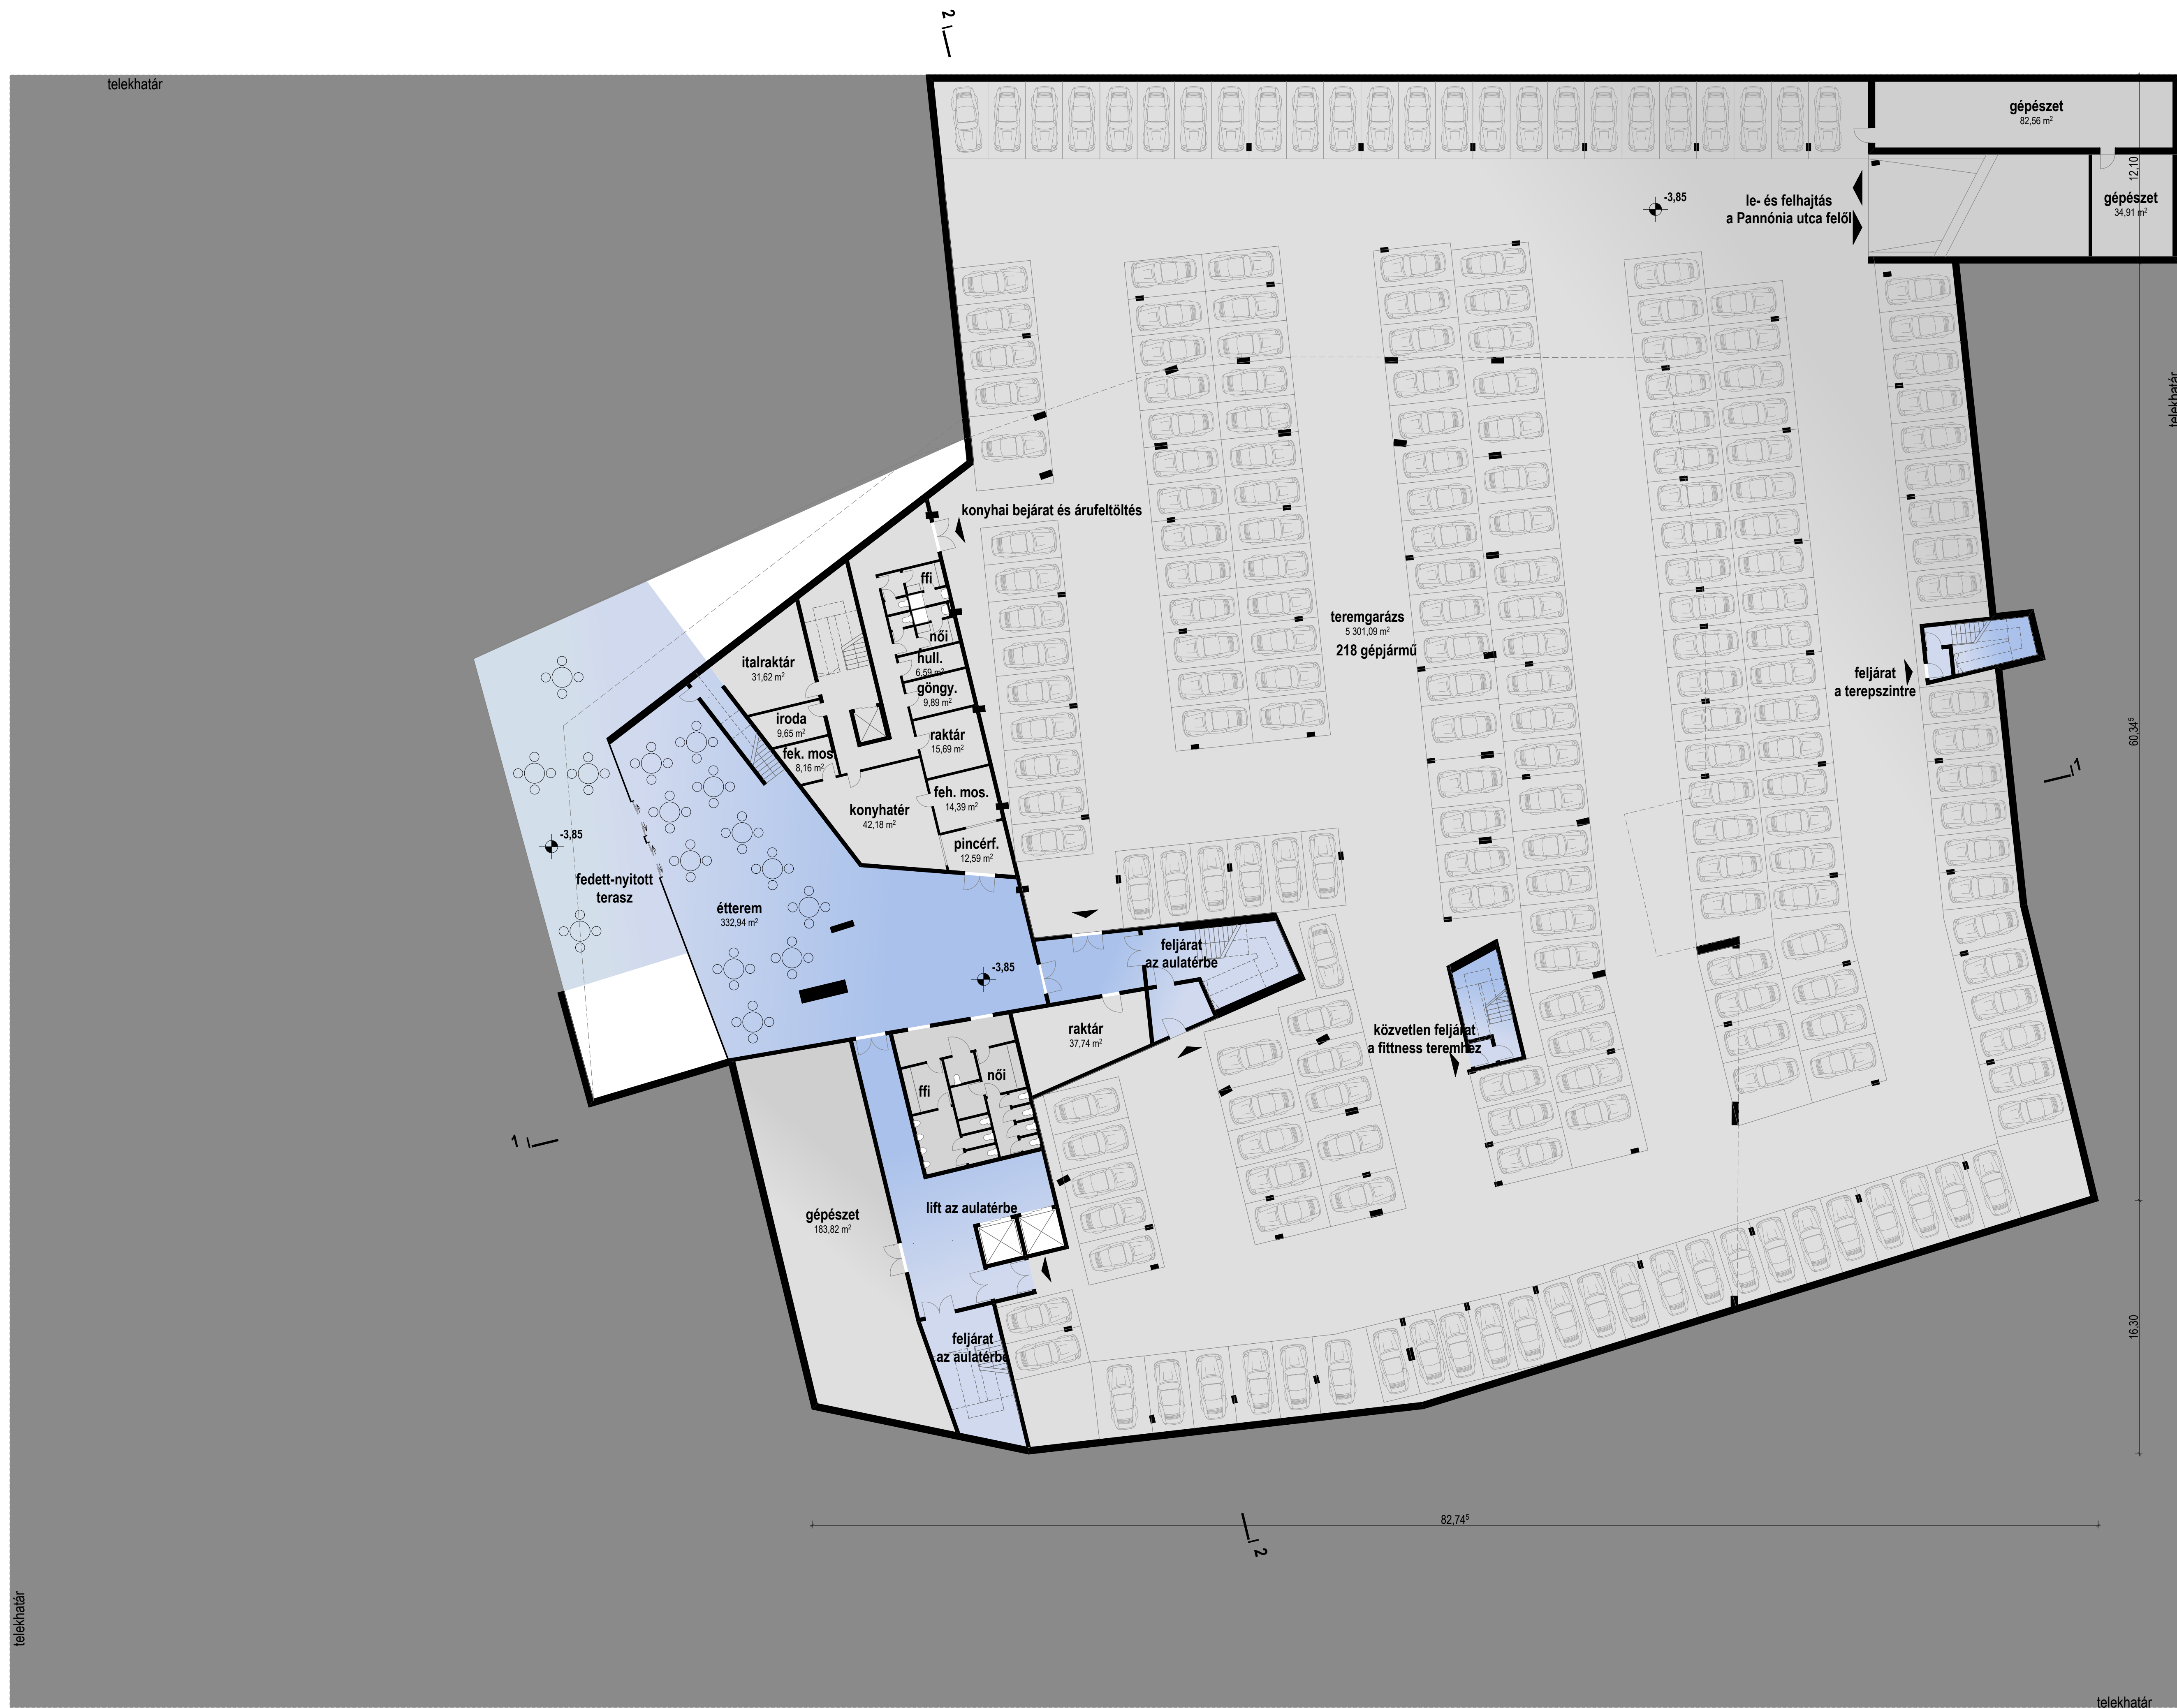 2
telekhatár
gépészet
82,56 m²
12,10
le- és felhajtás
a Pannónia utca felől
-3,85
gépészet
34,91 m²
telekhatár
konyhai bejárat és árufeltöltés
ffi
női
hull.
6,59 m²
göngy.
9,89 m²
italraktár
31,62 m²
iroda
9,65 m²
fek. mos.
8,16 m²
raktár
15,69 m²
feh. mos.
14,39 m²
konyhatér
42,18 m²
pincérf.
12,59 m²
teremgarázs
5 301,09 m²
218 gépjármű
feljárat
a terepszintre
60,34⁵
1
-3,85
fedett-nyitott
terasz
étterem
332,94 m²
feljárat
az aulatérbe
-3,85
raktár
37,74 m²
közvetlen feljárat
a fittness teremhez
ffi
női
1
gépészet
183,82 m²
lift az aulatérbe
feljárat
az aulatérbe
16,30
82,74⁵
2
telekhatár
telekhatár